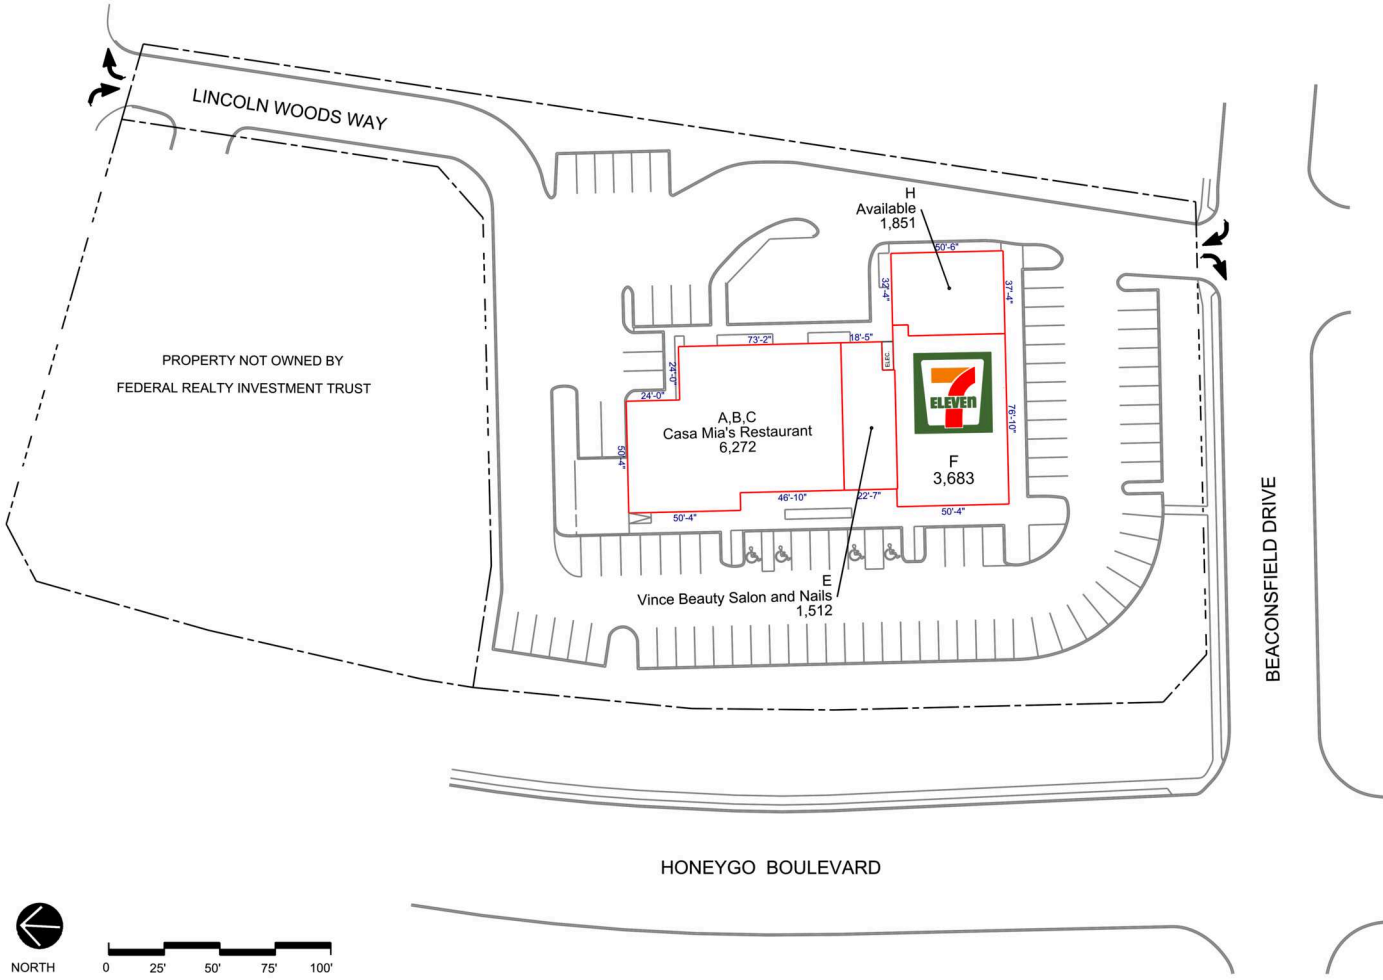 LINCOLN WOODS WAY
H
Available
1,851
50'-6"
32'-4"
37'-4"
73'-2"
18'-5"
ELEC.
24'-0"
24'-0"
PROPERTY NOT OWNED BY
FEDERAL REALTY INVESTMENT TRUST
A,B,C
Casa Mia's Restaurant
6,272
7
ELEVEn
76'-10"
F
3,683
50'-4"
46'-10"
22'-7"
50'-4"
50'-4"
E
Vince Beauty Salon and Nails
1,512
BEACONSFIELD DRIVE
HONEYGO BOULEVARD
NORTH
0 25' 50' 75' 100'